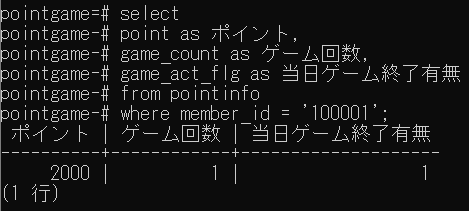 pointgame=# select
pointgame-# point as ポイント,
pointgame-# game_count as ゲーム回数,
pointgame-# game_act_flg as 当日ゲーム終了有無
pointgame-# from pointinfo
pointgame-# where member_id = '100001';
 ポイント | ゲーム回数 | 当日ゲーム終了有無
----------+------------+--------------------
     2000 |          1 |                  1
(1 行)